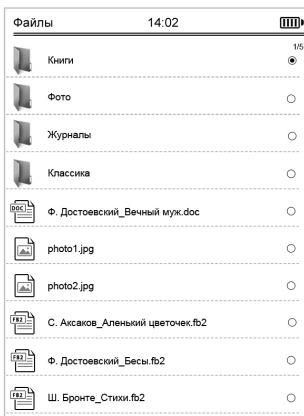 Файлы 14:02
1/5
Книги
Фото
Журналы
Классика
DOC Ф. Достоевский_Вечный муж.doc
photo1.jpg
photo2.jpg
FB2 С. Аксаков_Аленький цветочек.fb2
FB2 Ф. Достоевский_Бесы.fb2
FB2 Ш. Бронте_Стихи.fb2